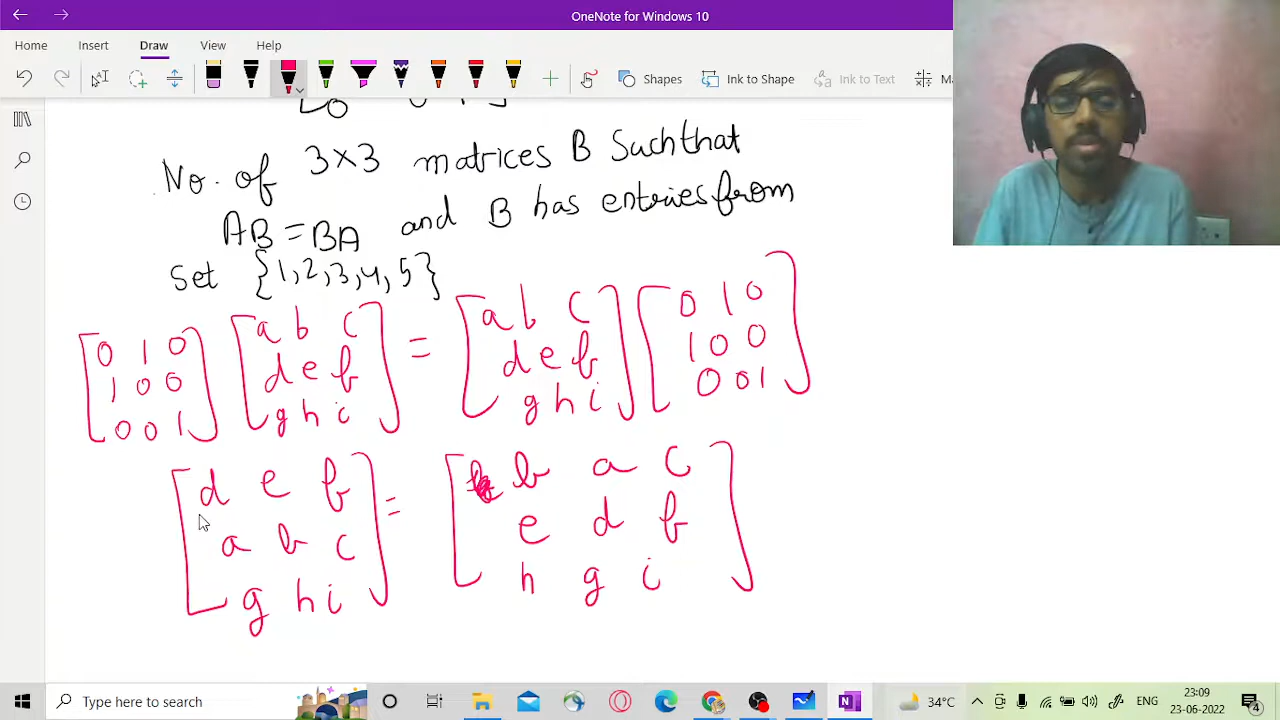 OneNote for Windows 10
Home Insert Draw View Help
Shapes Ink to Shape Ink to Text
No. of 3×3 matrices B Such that
AB = BA and B has entries from
Set {1,2,3,4,5}
[0 1 0 [a b c = [a b c [0 1 0
1 0 0 d e f d e f 1 0 0
0 0 1] g h i] g h i] 0 0 1]
[d e f = [b a c
a b c e d f
g h i] h g i]
Type here to search
34°C ENG 23:09
05-06-2022
4